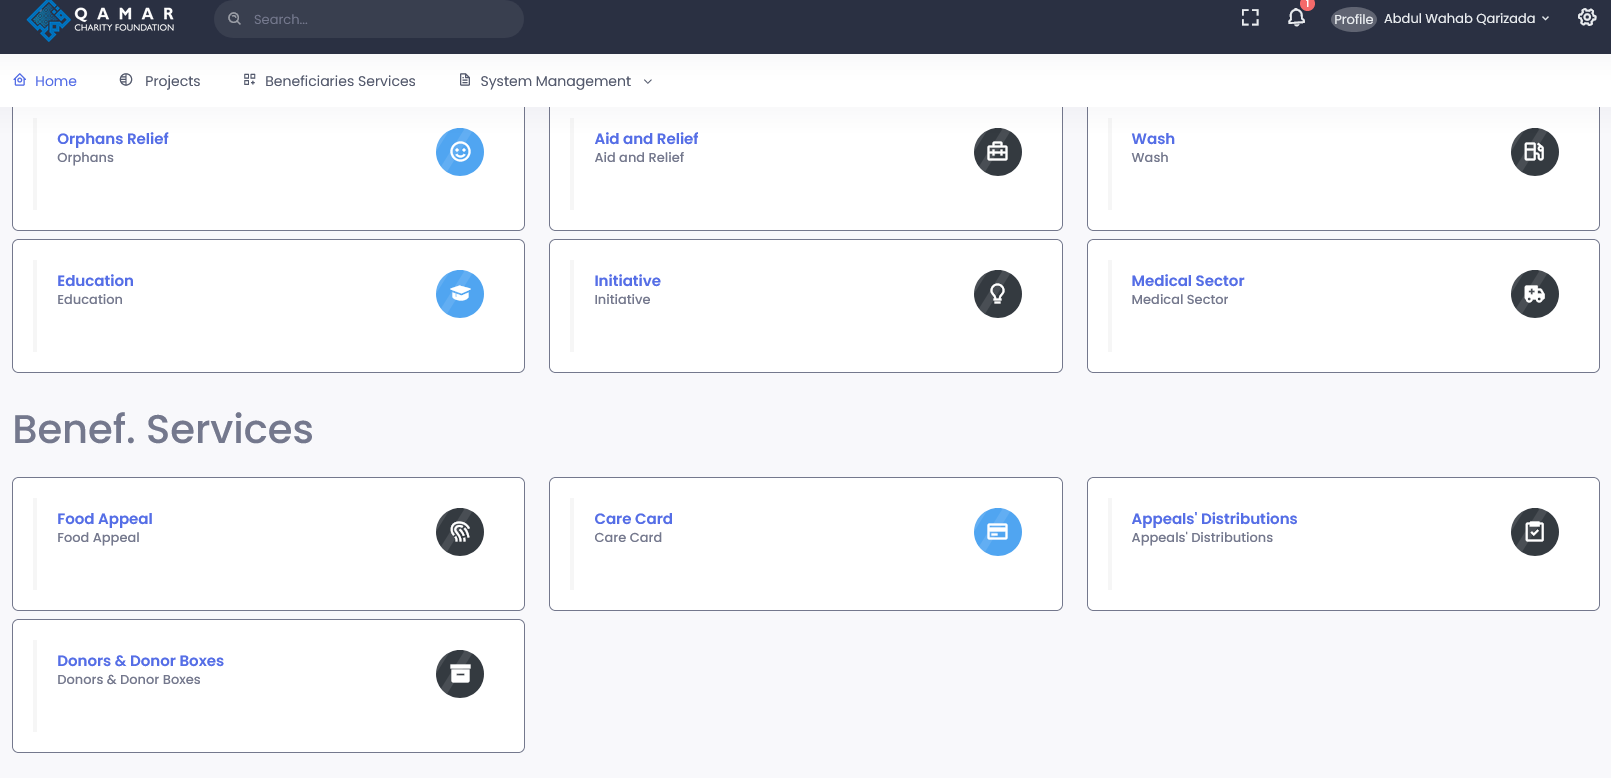 QAMAR
CHARITY FOUNDATION
Search...
1
Profile
Abdul Wahab Qarizada
Home
Projects
Beneficiaries Services
System Management
Orphans Relief
Orphans
Aid and Relief
Aid and Relief
Wash
Wash
Education
Education
Initiative
Initiative
Medical Sector
Medical Sector
Benef. Services
Food Appeal
Food Appeal
Care Card
Care Card
Appeals' Distributions
Appeals' Distributions
Donors & Donor Boxes
Donors & Donor Boxes